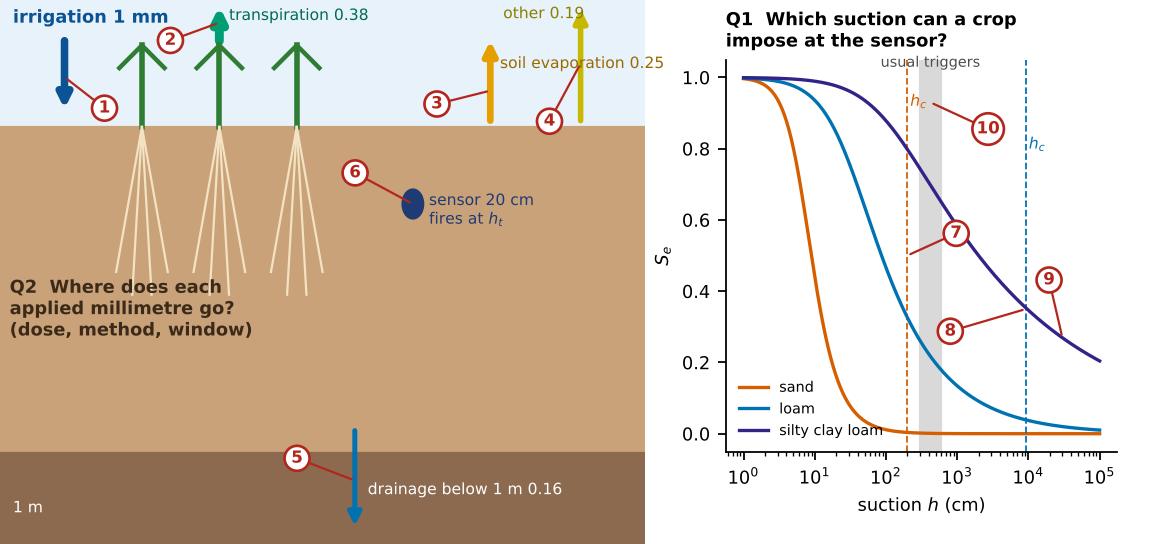 irrigation 1 mm
transpiration 0.38
other 0.19
soil evaporation 0.25
2
1
3
4
6
sensor 20 cm
fires at hₜ
Q2 Where does each
applied millimetre go?
(dose, method, window)
5
drainage below 1 m 0.16
1 m
Q1 Which suction can a crop
impose at the sensor?
usual triggers
h_c
10
h_c
7
9
8
1.0
0.8
0.6
0.4
0.2
0.0
S_e
sand
loam
silty clay loam
10⁰ 10¹ 10² 10³ 10⁴ 10⁵
suction h (cm)